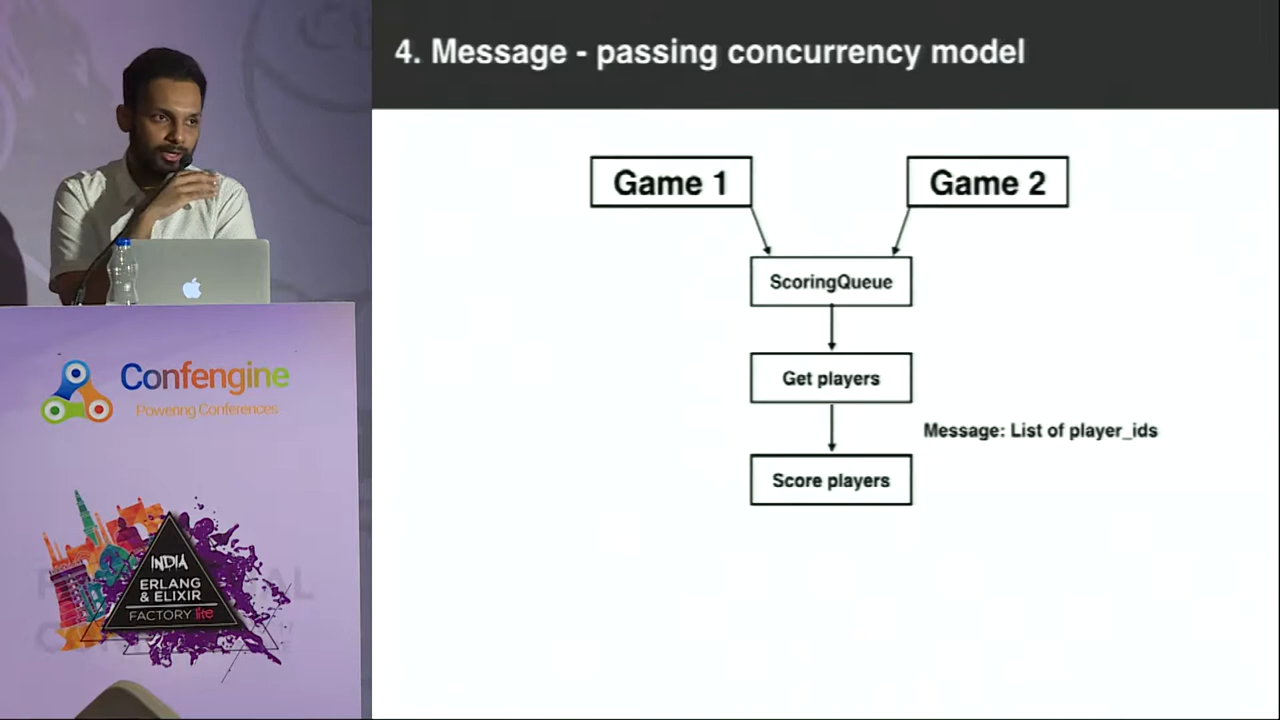 4. Message - passing concurrency model
Game 1
Game 2
ScoringQueue
Get players
Message: List of player_ids
Score players
Confengine
Powering Conferences
INDIA
ERLANG
& ELIXIR
FACTORY lite